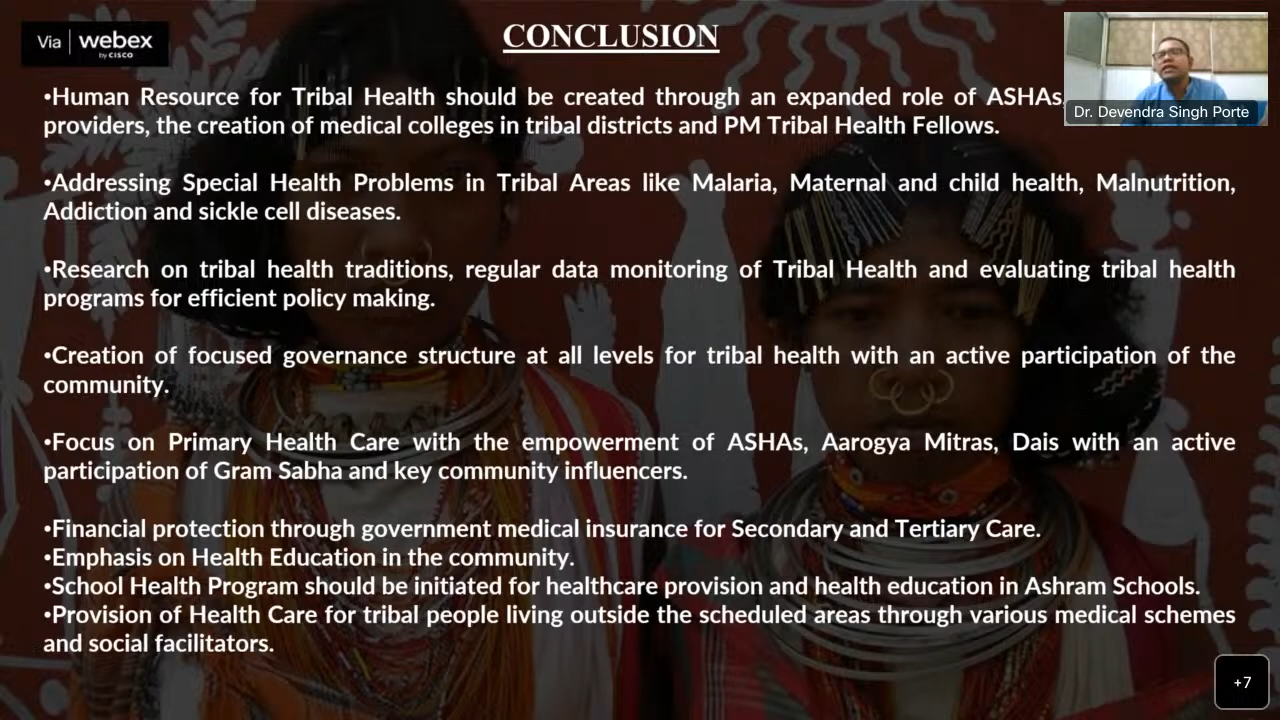 Via webex
by CISCO
CONCLUSION
•Human Resource for Tribal Health should be created through an expanded role of ASHAs,
providers, the creation of medical colleges in tribal districts and PM Tribal Health Fellows.
Dr. Devendra Singh Porte
•Addressing Special Health Problems in Tribal Areas like Malaria, Maternal and child health, Malnutrition,
Addiction and sickle cell diseases.
•Research on tribal health traditions, regular data monitoring of Tribal Health and evaluating tribal health
programs for efficient policy making.
•Creation of focused governance structure at all levels for tribal health with an active participation of the
community.
•Focus on Primary Health Care with the empowerment of ASHAs, Aarogya Mitras, Dais with an active
participation of Gram Sabha and key community influencers.
•Financial protection through government medical insurance for Secondary and Tertiary Care.
•Emphasis on Health Education in the community.
•School Health Program should be initiated for healthcare provision and health education in Ashram Schools.
•Provision of Health Care for tribal people living outside the scheduled areas through various medical schemes
and social facilitators.
+7